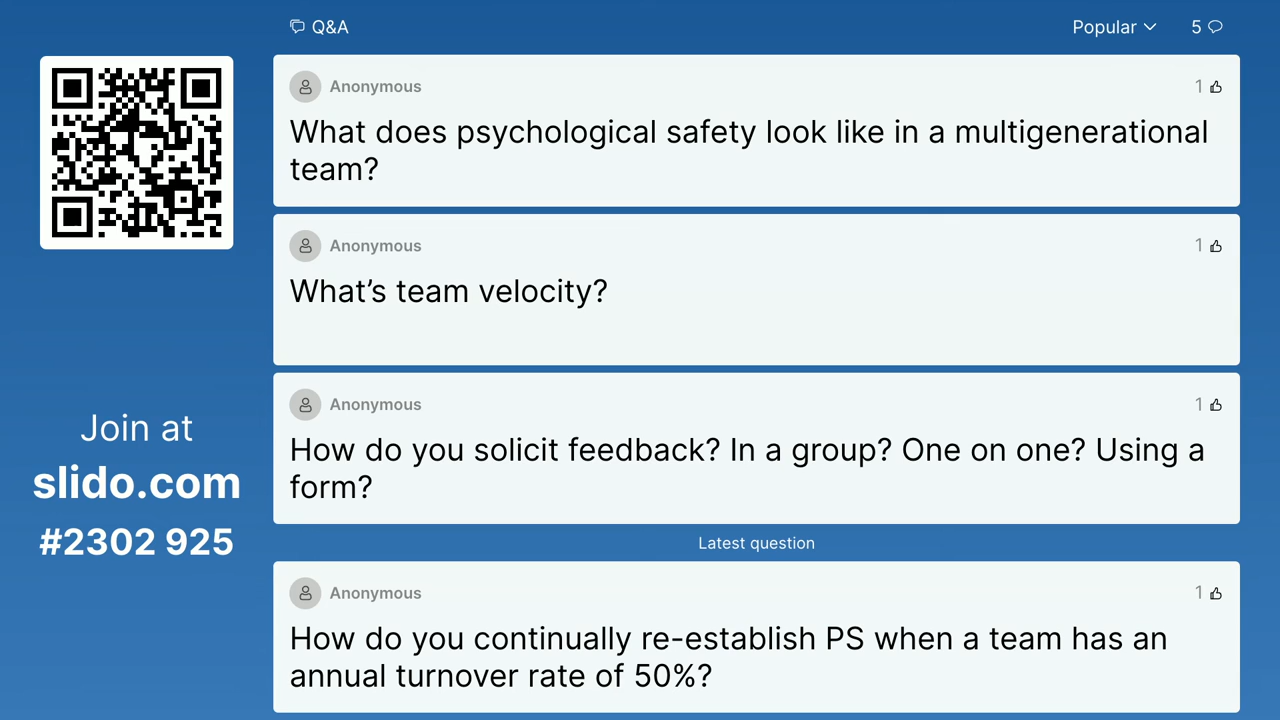 Q&A
Popular
5
Anonymous
1
What does psychological safety look like in a multigenerational
team?
Anonymous
1
What’s team velocity?
Anonymous
1
How do you solicit feedback? In a group? One on one? Using a
form?
Join at
slido.com
#2302 925
Latest question
Anonymous
1
How do you continually re-establish PS when a team has an
annual turnover rate of 50%?